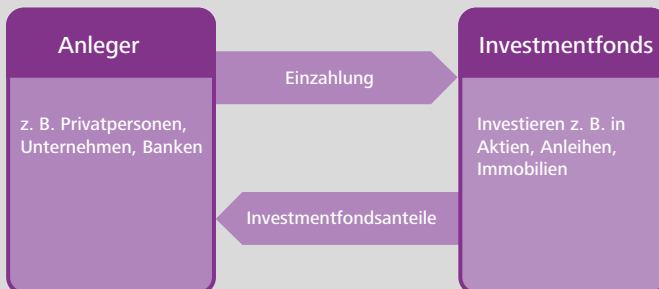 Anleger
z. B. Privatpersonen,
Unternehmen, Banken
Einzahlung
Investmentfondsanteile
Investmentfonds
Investieren z. B. in
Aktien, Anleihen,
Immobilien